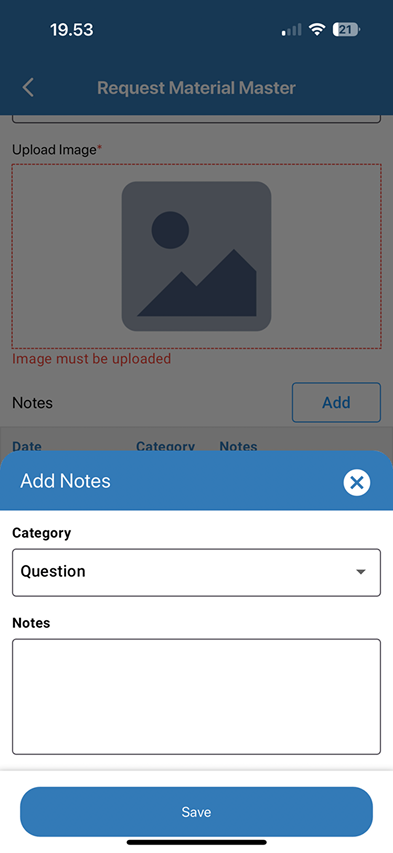 19.53
21
Request Material Master
Upload Image*
Image must be uploaded
Notes
Add
Date Category Notes
Add Notes
Category
Question
Notes
Save